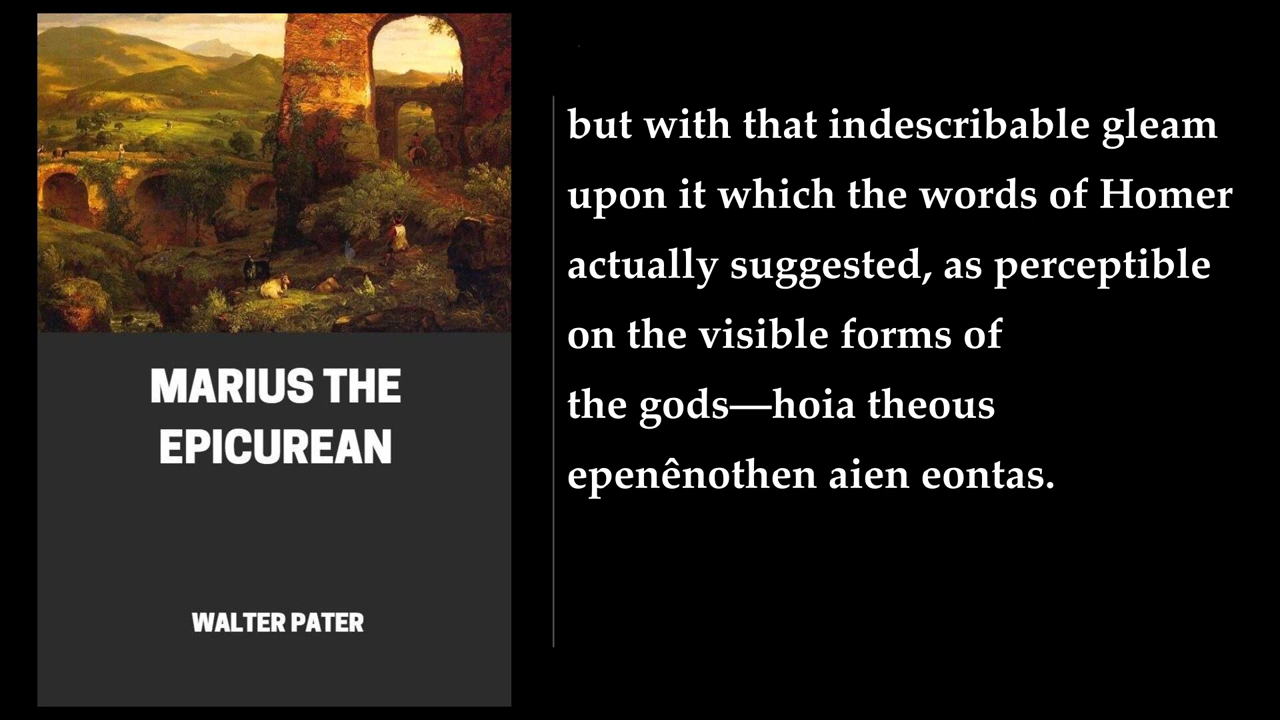 MARIUS THE
EPICUREAN
WALTER PATER
but with that indescribable gleam
upon it which the words of Homer
actually suggested, as perceptible
on the visible forms of
the gods—hoia theous
epenênothen aien eontas.